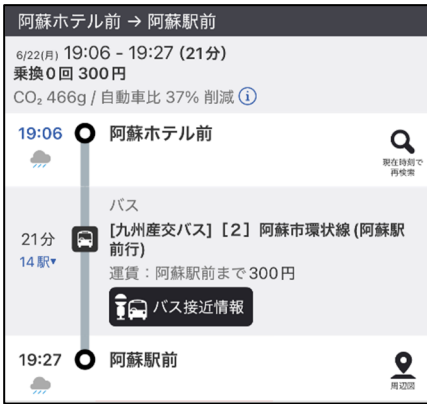 阿蘇ホテル前 → 阿蘇駅前
6/22(月) 19:06 - 19:27 (21分)
乗換0回 300円
CO₂ 466g / 自動車比 37% 削減 i
19:06 阿蘇ホテル前
現在時刻で
再検索
バス
21分
14駅▾
[九州産交バス]［２］阿蘇市環状線 (阿蘇駅
前行)
運賃：阿蘇駅前まで300円
バス接近情報
19:27 阿蘇駅前
周辺図